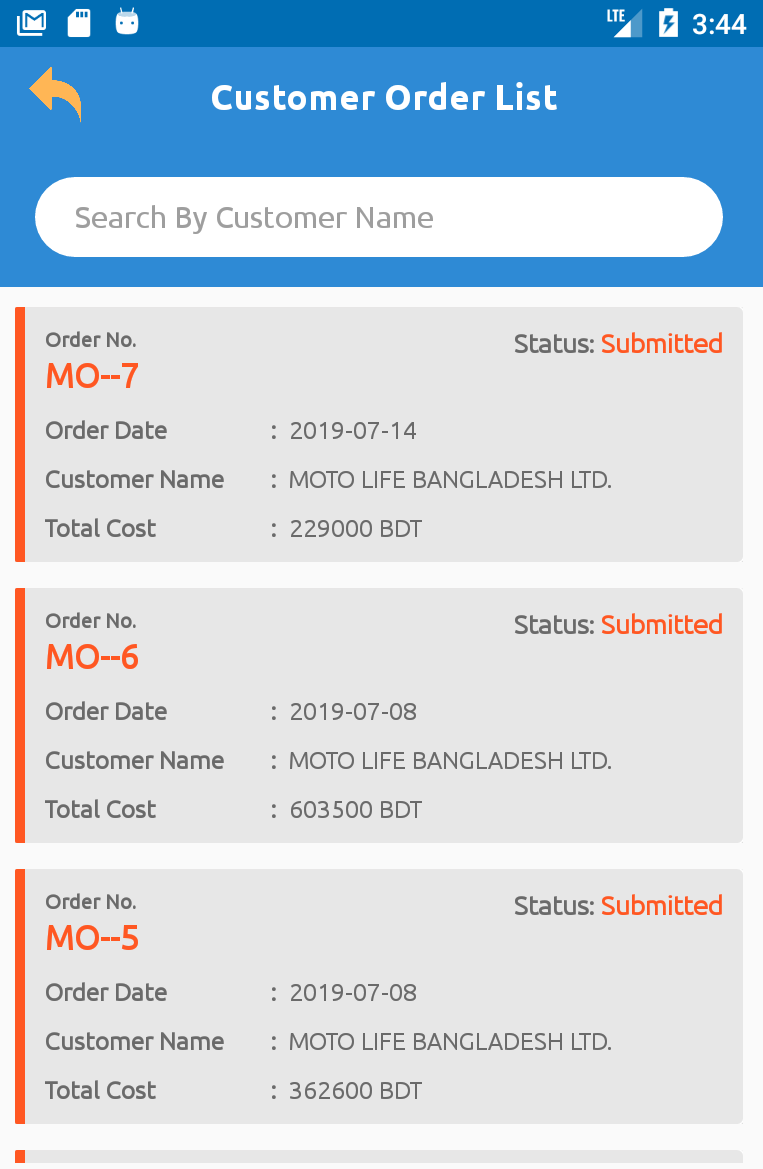 LTE 3:44
Customer Order List
Search By Customer Name
Order No.
Status: Submitted
MO--7
Order Date : 2019-07-14
Customer Name : MOTO LIFE BANGLADESH LTD.
Total Cost : 229000 BDT
Order No.
Status: Submitted
MO--6
Order Date : 2019-07-08
Customer Name : MOTO LIFE BANGLADESH LTD.
Total Cost : 603500 BDT
Order No.
Status: Submitted
MO--5
Order Date : 2019-07-08
Customer Name : MOTO LIFE BANGLADESH LTD.
Total Cost : 362600 BDT